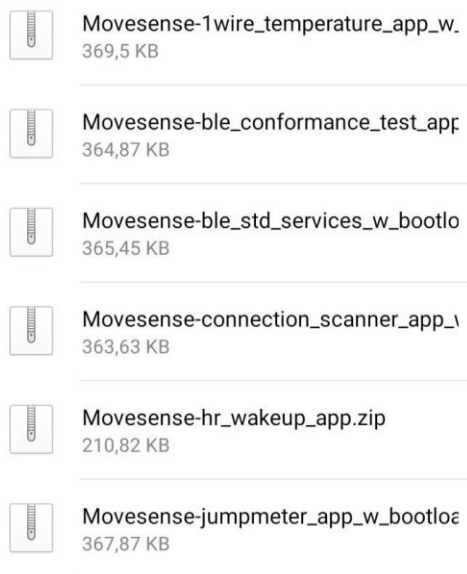 Movesense-1wire_temperature_app_w_
369,5 KB
Movesense-ble_conformance_test_app
364,87 KB
Movesense-ble_std_services_w_bootlo
365,45 KB
Movesense-connection_scanner_app_
363,63 KB
Movesense-hr_wakeup_app.zip
210,82 KB
Movesense-jumpmeter_app_w_bootloa
367,87 KB